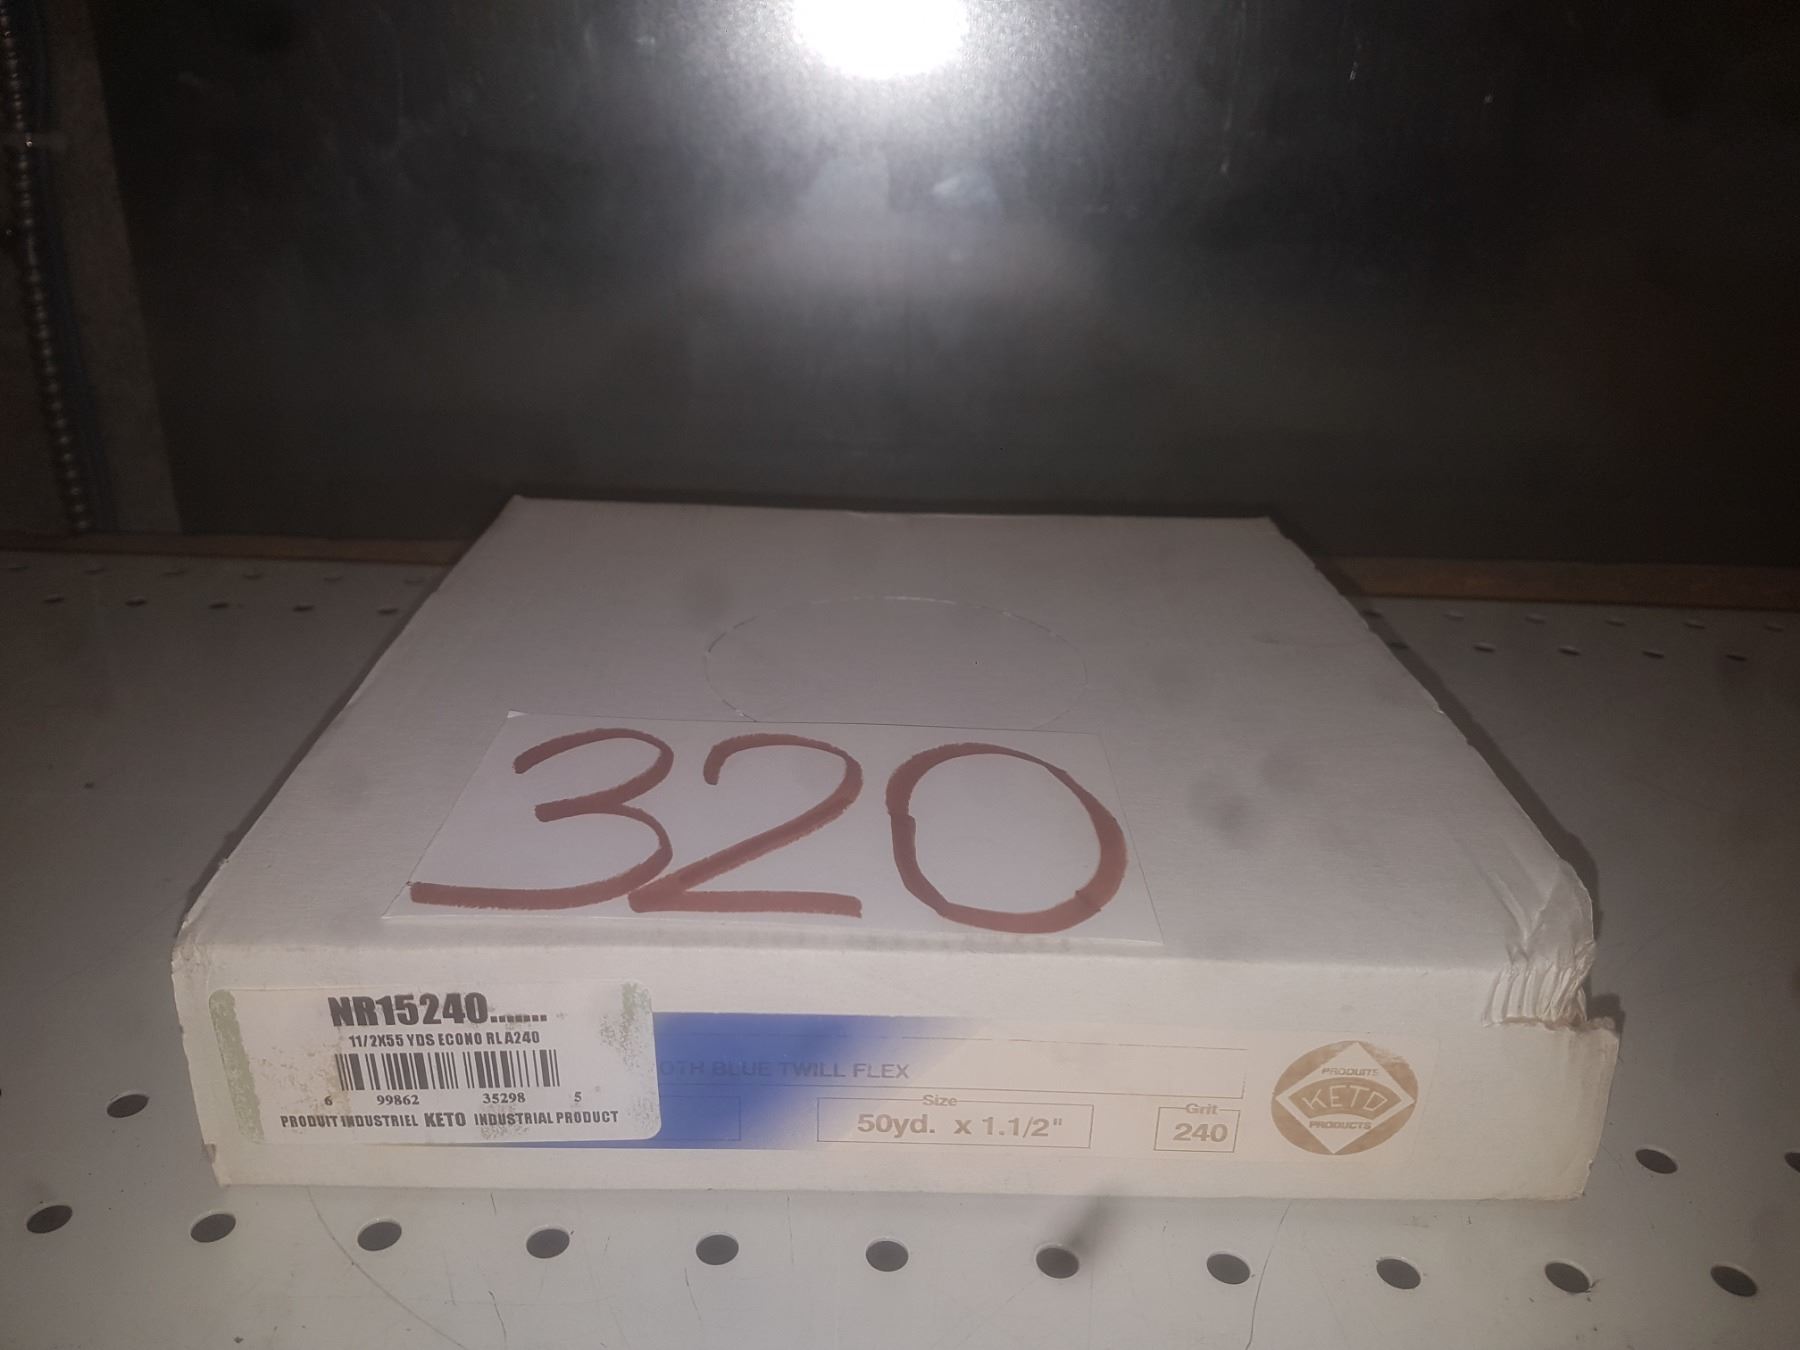 320
NR15240.......
11/2X55 YDS ECONO RL A240
6 99862 35298 5
PRODUIT INDUSTRIEL KETO INDUSTRIAL PRODUCT
OTH BLUE TWILL FLEX
Size
50yd. x 1.1/2"
Grit
240
PRODUITS
KETO
PRODUCTS